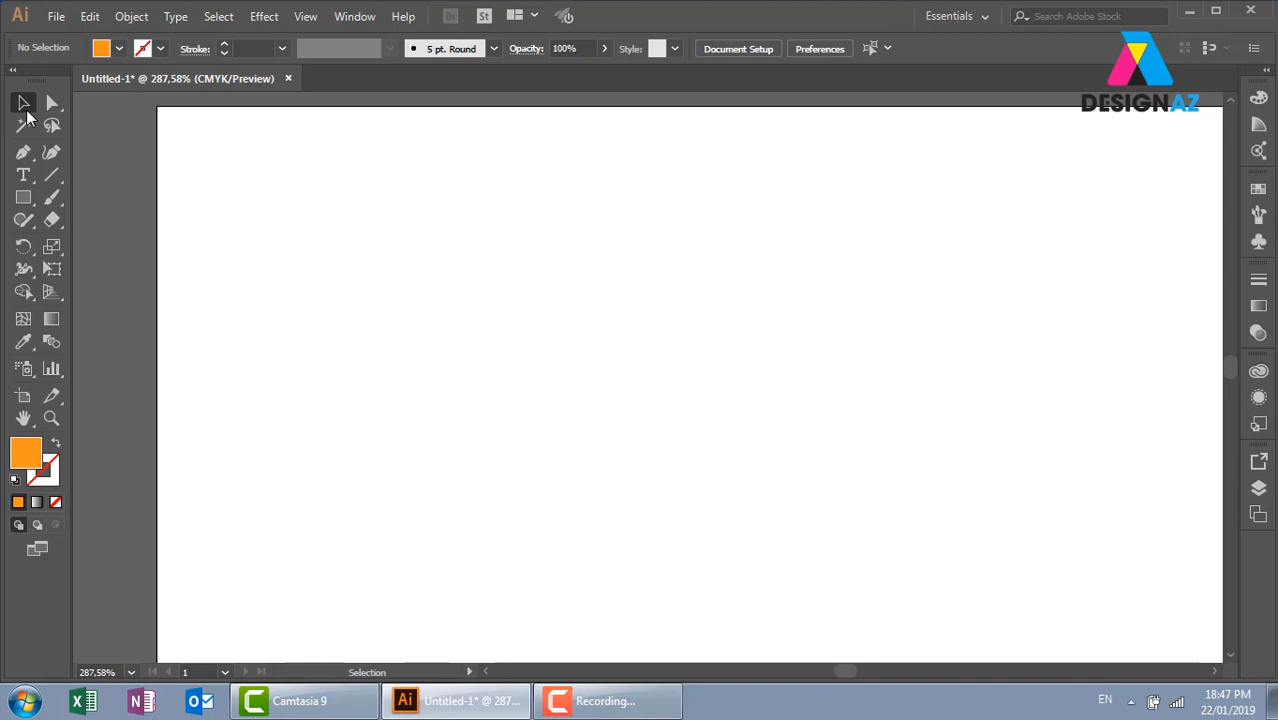 Ai File Edit Object Type Select Effect View Window Help Br St Essentials Search Adobe Stock
No Selection Stroke: 5 pt. Round Opacity: 100% Style: Document Setup Preferences
Untitled-1* @ 287,58% (CMYK/Preview)
DESIGNAZ
T
287,58% 1 Selection
Camtasia 9 Ai Untitled-1* @ 287... Recording... EN 18:47 PM
22/01/2019